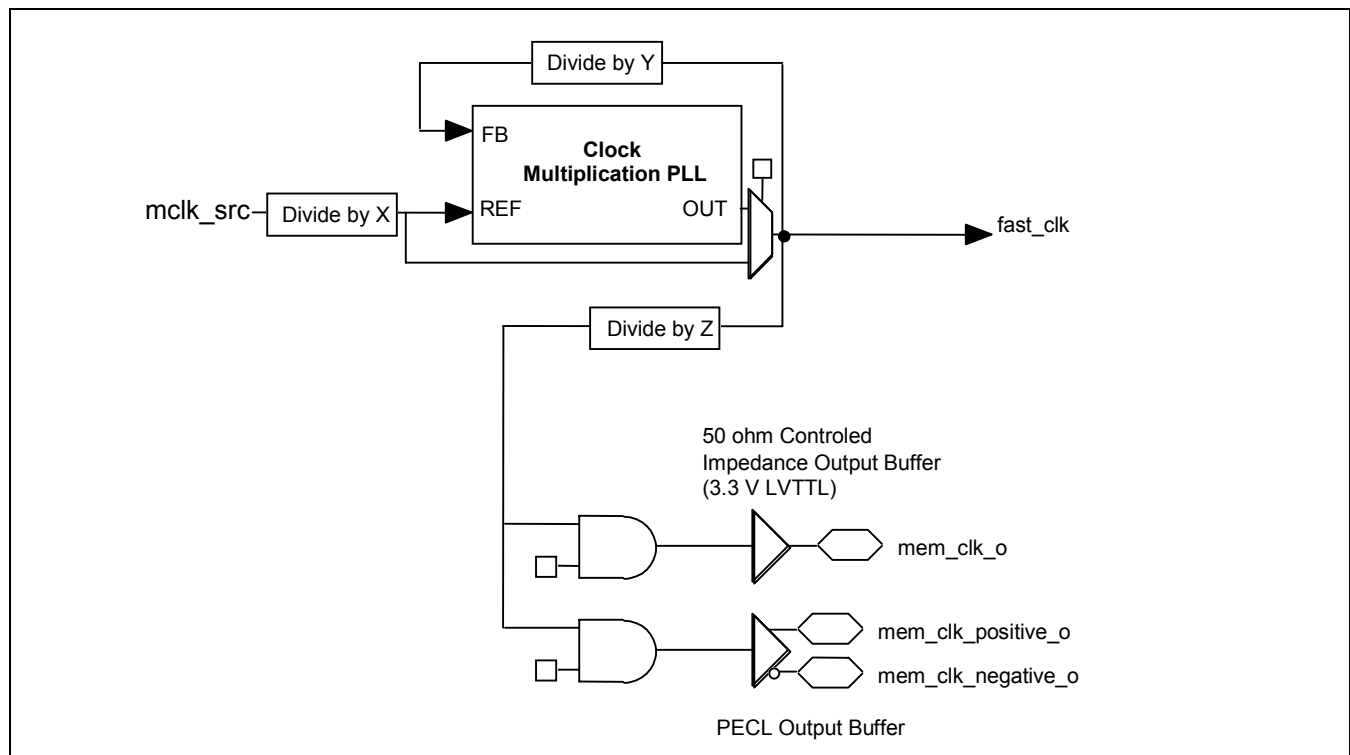 Divide by Y
FB
Clock
Multiplication PLL
mclk_src
Divide by X
REF
OUT
fast_clk
Divide by Z
50 ohm Controled
Impedance Output Buffer
(3.3 V LVTTL)
mem_clk_o
mem_clk_positive_o
mem_clk_negative_o
PECL Output Buffer